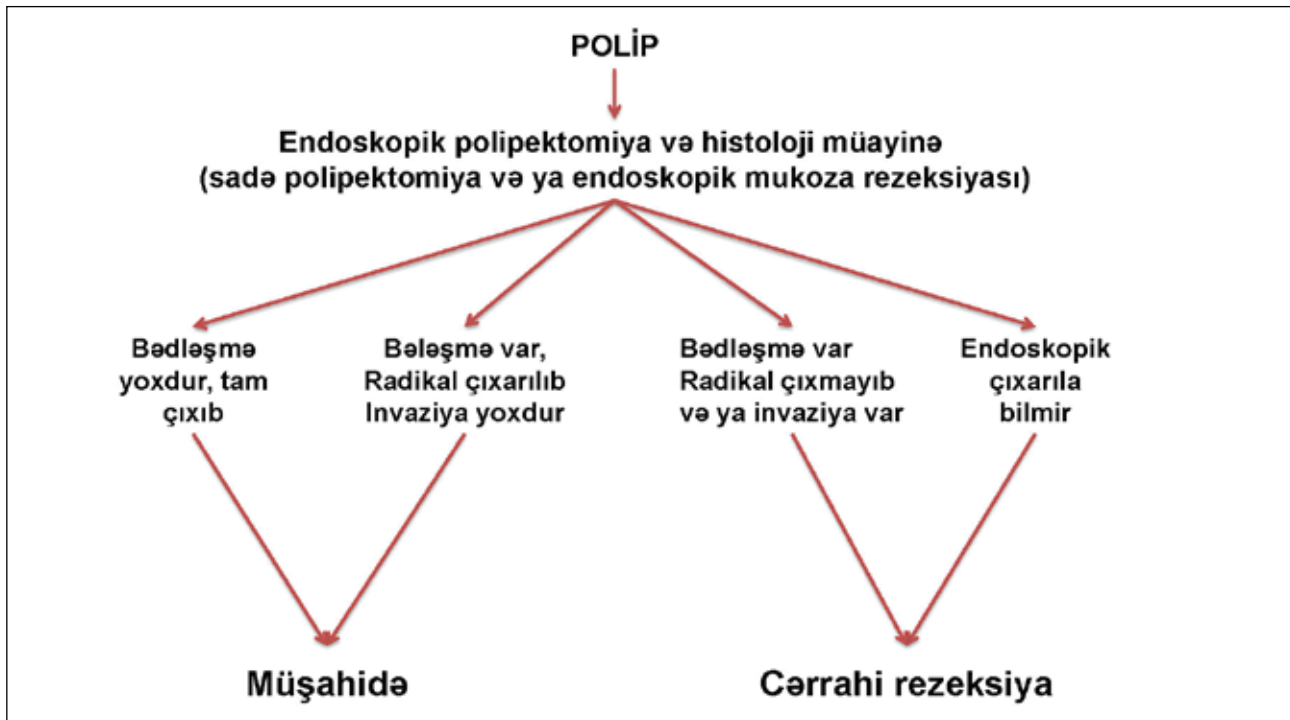 POLİP
Endoskopik polipektomiya və histoloji müayinə
(sadə polipektomiya və ya endoskopik mukoza rezeksiyası)
Bədləşmə
yoxdur, tam
çıxıb
Bələşmə var,
Radikal çıxarılıb
Invaziya yoxdur
Bədləşmə var
Radikal çıxmayıb
və ya invaziya var
Endoskopik
çıxarıla
bilmir
Müşahidə
Cərrahi rezeksiya